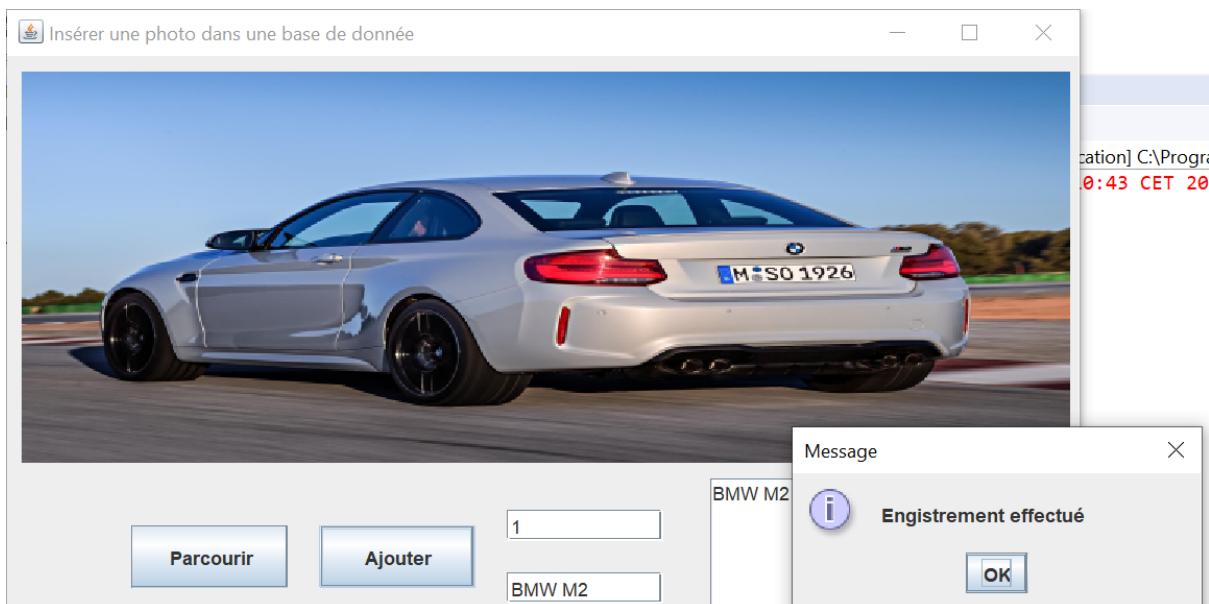 Insérer une photo dans une base de donnée
cation] C:\Progra
0:43 CET 20
M SO 1926
Message
BMW M2
Engistrement effectué
1
Parcourir
Ajouter
OK
BMW M2